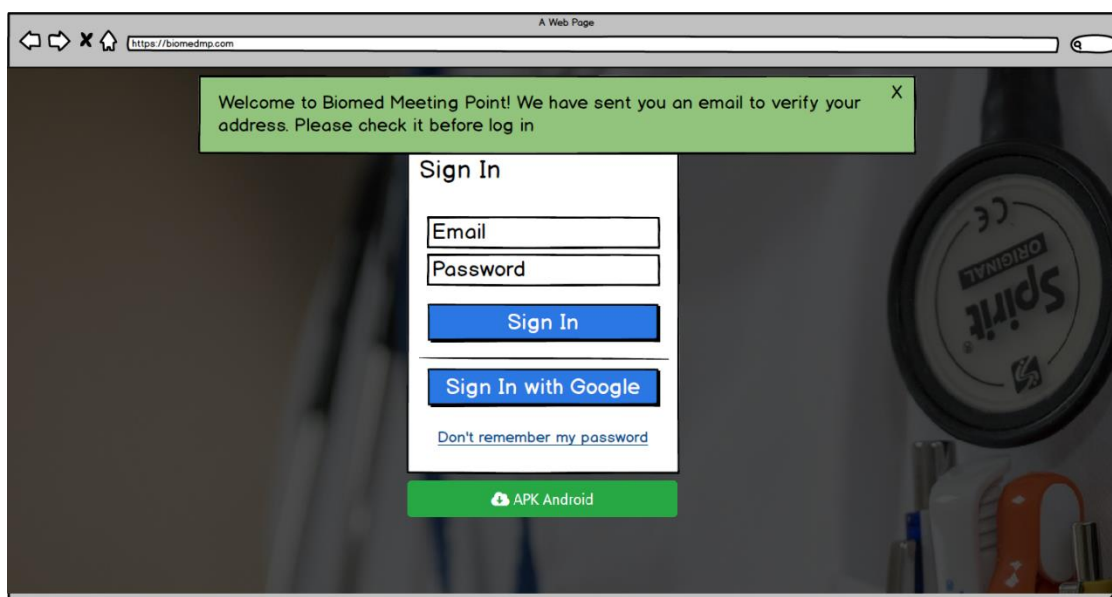 A Web Page
https://biomedmp.com
Welcome to Biomed Meeting Point! We have sent you an email to verify your
address. Please check it before log in
X
Sign In
Email
Password
Sign In
Sign In with Google
Don't remember my password
APK Android
CE
ORIGINAL
Spirit®